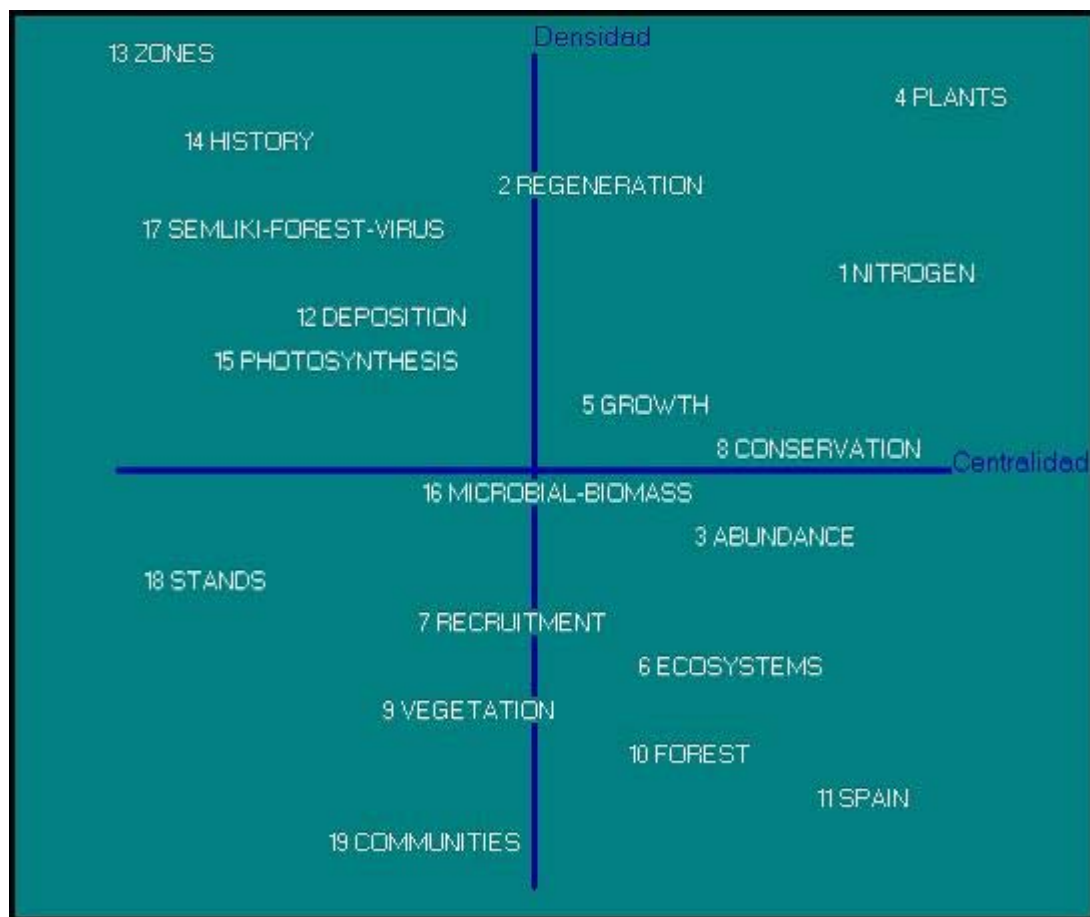 Densidad
13 ZONES
4 PLANTS
14 HISTORY
2 REGENERATION
17 SEMLIKI-FOREST-VIRUS
1 NITROGEN
12 DEPOSITION
15 PHOTOSYNTHESIS
5 GROWTH
8 CONSERVATION
Centralidad
16 MICROBIAL-BIOMASS
3 ABUNDANCE
18 STANDS
7 RECRUITMENT
6 ECOSYSTEMS
9 VEGETATION
10 FOREST
11 SPAIN
19 COMMUNITIES